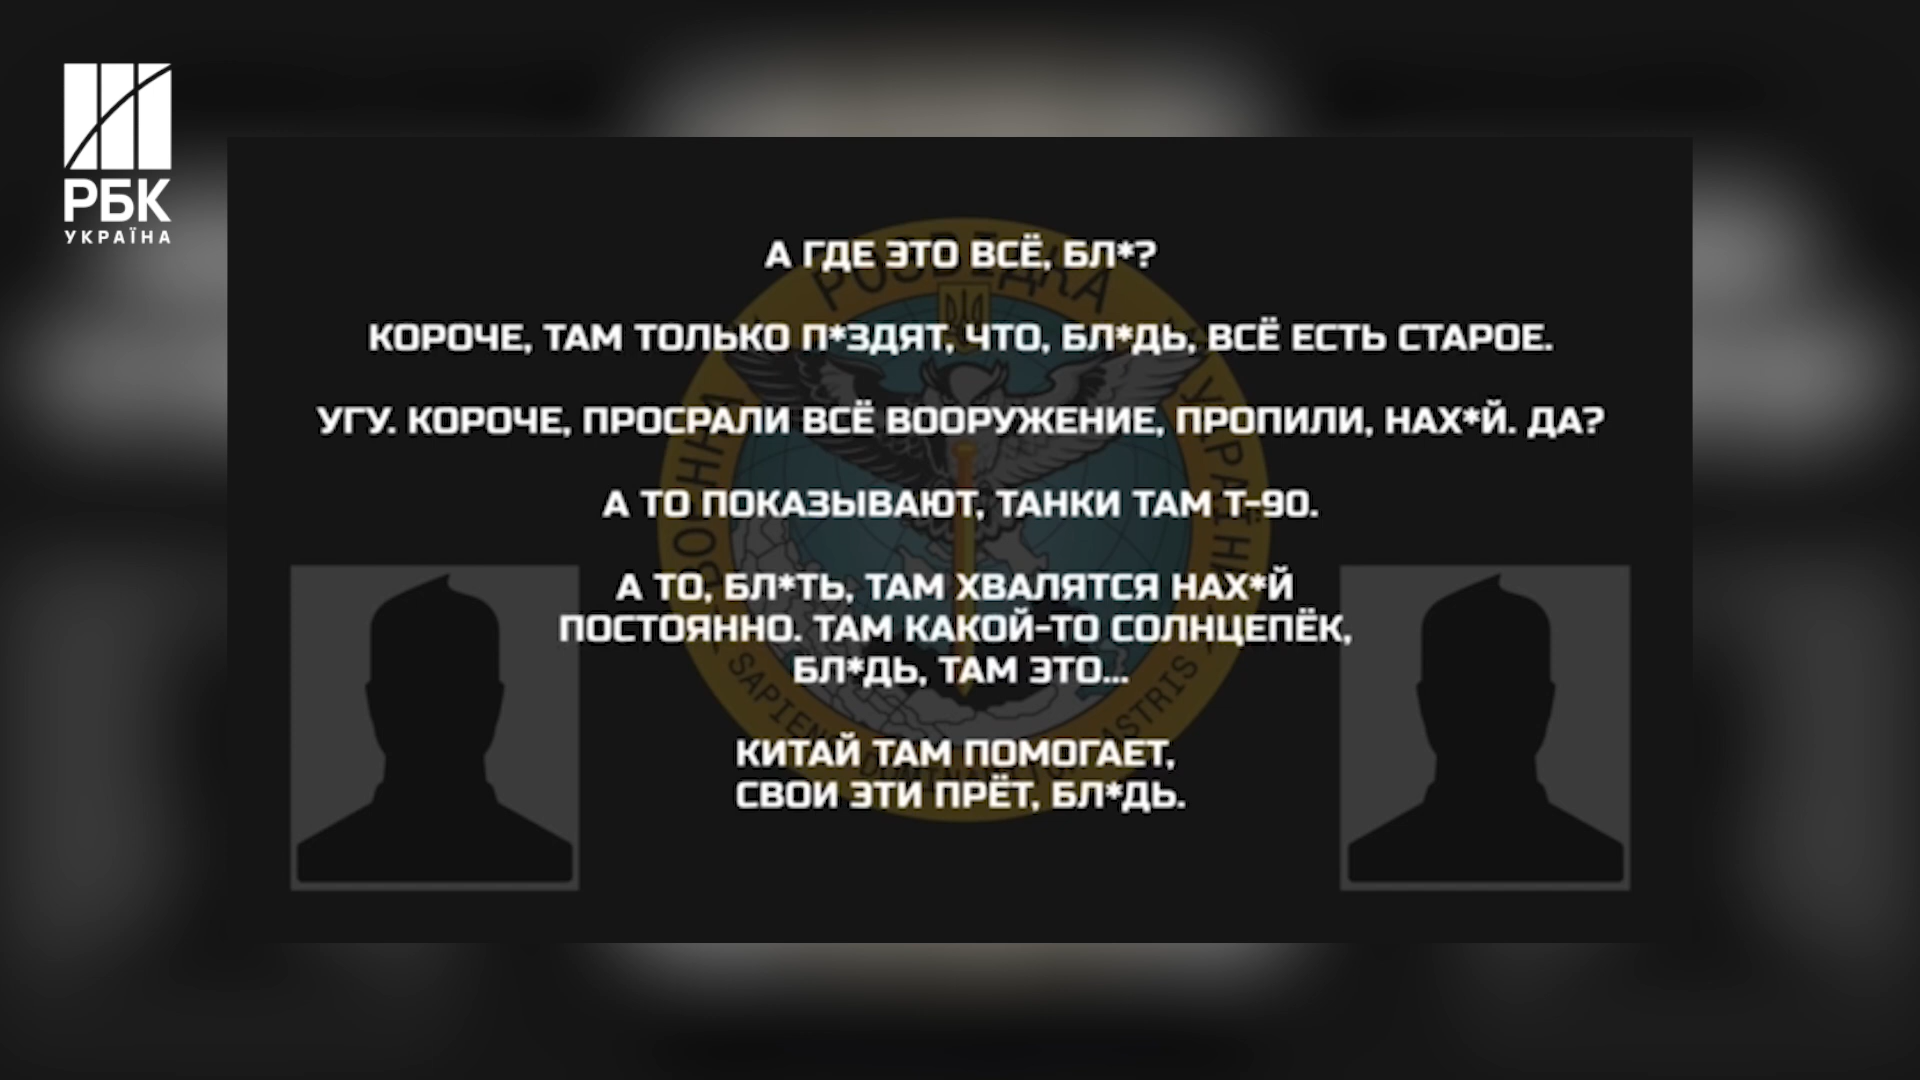 РБК
УКРАЇНА
А ГДЕ ЭТО ВСЁ, БЛ*?
КОРОЧЕ, ТАМ ТОЛЬКО П*ЗДЯТ, ЧТО, БЛ*ДЬ, ВСЁ ЕСТЬ СТАРОЕ.
УГУ. КОРОЧЕ, ПРОСРАЛИ ВСЁ ВООРУЖЕНИЕ, ПРОПИЛИ, НАХ*Й. ДА?
А ТО ПОКАЗЫВАЮТ, ТАНКИ ТАМ Т-90.
А ТО, БЛ*ТЬ, ТАМ ХВАЛЯТСЯ НАХ*Й
ПОСТОЯННО. ТАМ КАКОЙ-ТО СОЛНЦЕПЁК,
БЛ*ДЬ, ТАМ ЭТО...
КИТАЙ ТАМ ПОМОГАЕТ,
СВОИ ЭТИ ПРЁТ, БЛ*ДЬ.
РОЗВІДКА